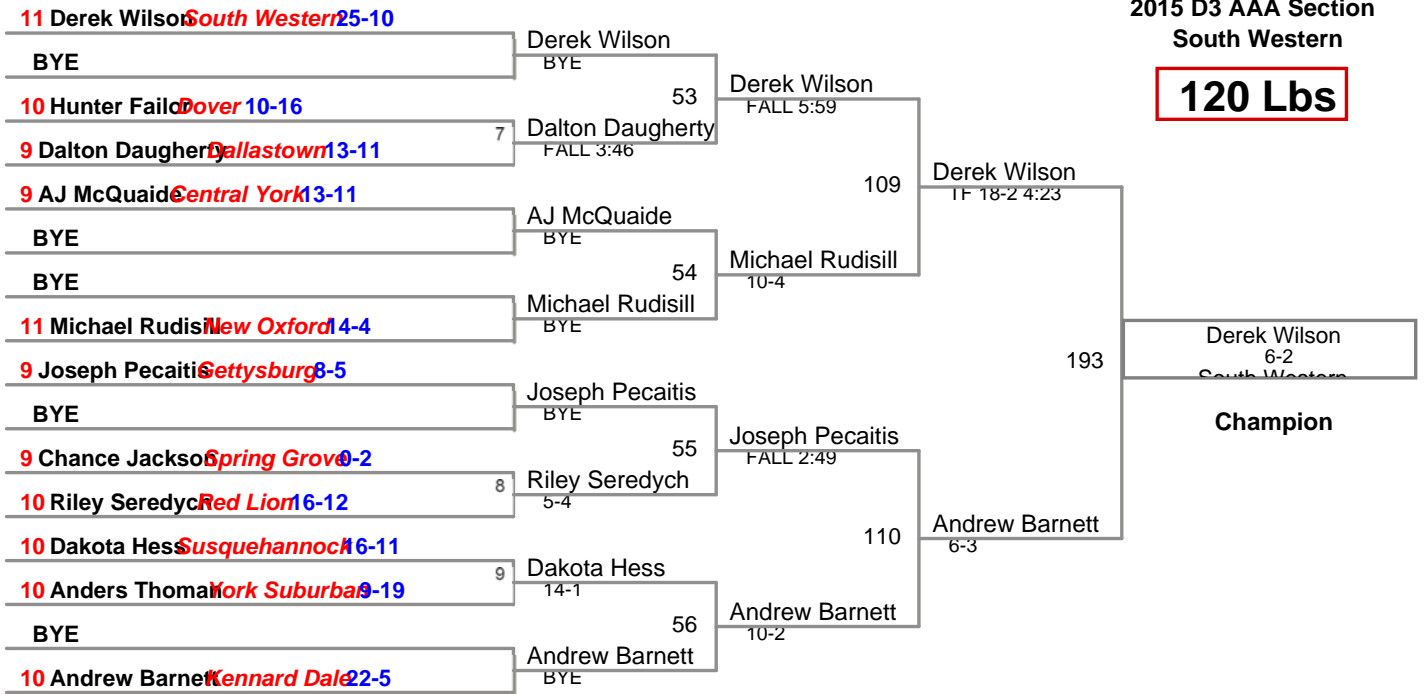 2015 D3 AAA Section
South Western
120 Lbs
11 Derek Wilson South Western 25-10
BYE
10 Hunter Failor Dover 10-16
9 Dalton Daugherty Dallastown 13-11
9 AJ McQuaide Central York 13-11
BYE
BYE
11 Michael Rudisill New Oxford 14-4
9 Joseph Pecaitis Gettysburg 8-5
BYE
9 Chance Jackson Spring Grove 0-2
10 Riley Seredych Red Lion 16-12
10 Dakota Hess Susquehannock 16-11
10 Anders Thoman York Suburban 9-19
BYE
10 Andrew Barnett Kennard Dale 22-5
Derek Wilson
BYE
7
Dalton Daugherty
FALL 3:46
AJ McQuaide
BYE
Michael Rudisill
BYE
Joseph Pecaitis
BYE
8
Riley Seredych
5-4
9
Dakota Hess
14-1
Andrew Barnett
BYE
53
Derek Wilson
FALL 5:59
54
Michael Rudisill
10-4
55
Joseph Pecaitis
FALL 2:49
56
Andrew Barnett
10-2
109
Derek Wilson
TF 18-2 4:23
110
Andrew Barnett
6-3
193
Derek Wilson
6-2
South Western
Champion